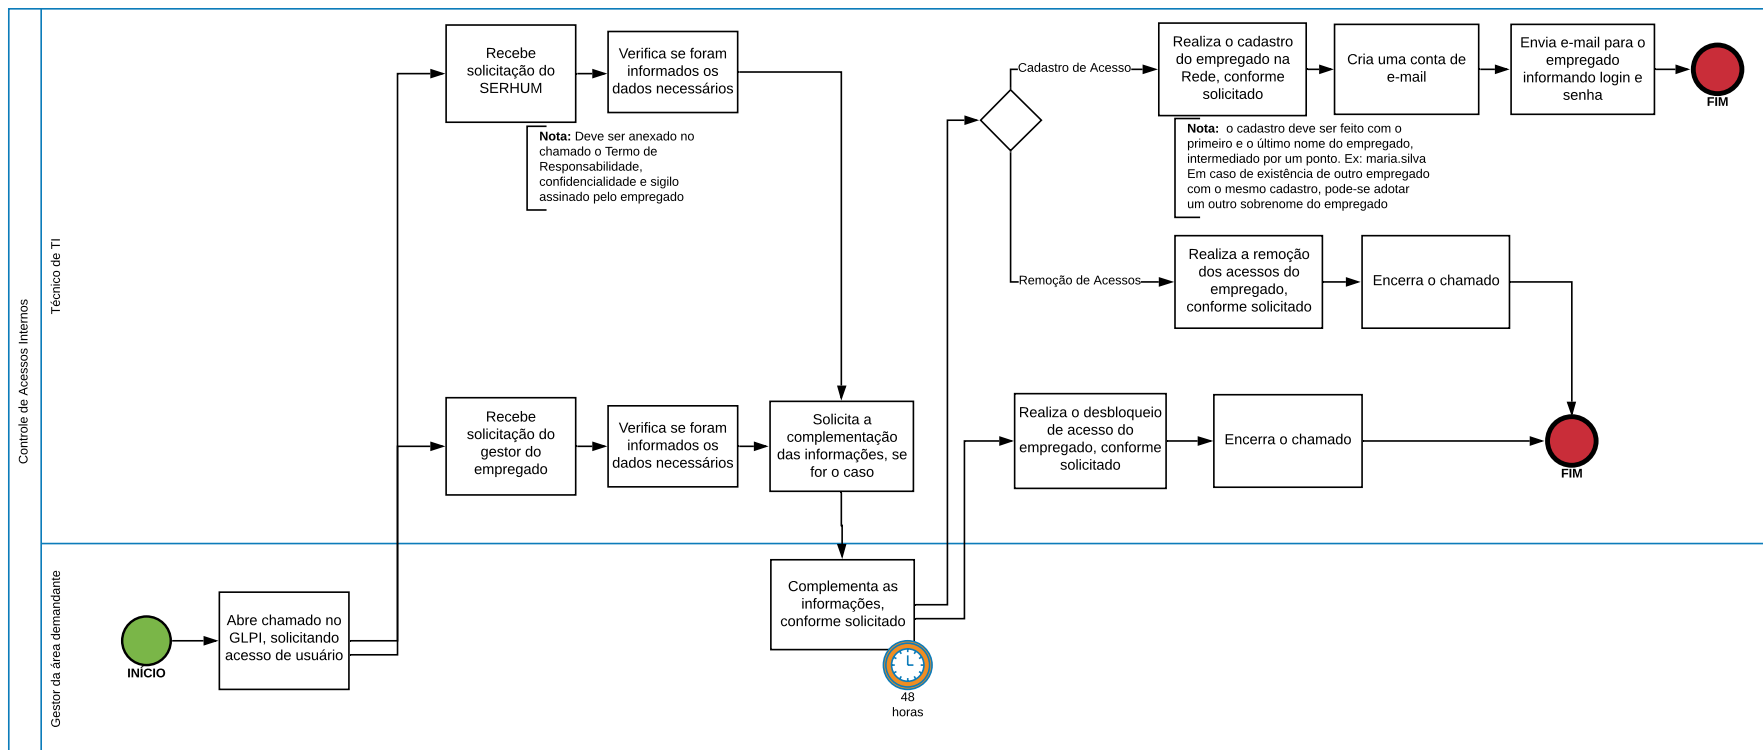 Controle de Acessos Internos
Técnico de TI
Recebe
solicitação do
SERHUM
Verifica se foram
informados os
dados necessários
Nota: Deve ser anexado no
chamado o Termo de
Responsabilidade,
confidencialidade e sigilo
assinado pelo empregado
Cadastro de Acesso
Realiza o cadastro
do empregado na
Rede, conforme
solicitado
Cria uma conta de
e-mail
Envia e-mail para o
empregado
informando login e
senha
FIM
Nota: o cadastro deve ser feito com o
primeiro e o último nome do empregado,
intermediado por um ponto. Ex: maria.silva
Em caso de existência de outro empregado
com o mesmo cadastro, pode-se adotar
um outro sobrenome do empregado
Remoção de Acessos
Realiza a remoção
dos acessos do
empregado,
conforme solicitado
Encerra o chamado
Recebe
solicitação do
gestor do
empregado
Verifica se foram
informados os
dados necessários
Solicita a
complementação
das informações, se
for o caso
Realiza o desbloqueio
de acesso do
empregado, conforme
solicitado
Encerra o chamado
FIM
Gestor da área demandante
INÍCIO
Abre chamado no
GLPI, solicitando
acesso de usuário
Complementa as
informações,
conforme solicitado
48
horas